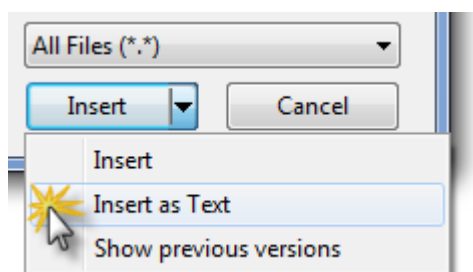 All Files (*.*)
Insert Cancel
Insert
Insert as Text
Show previous versions